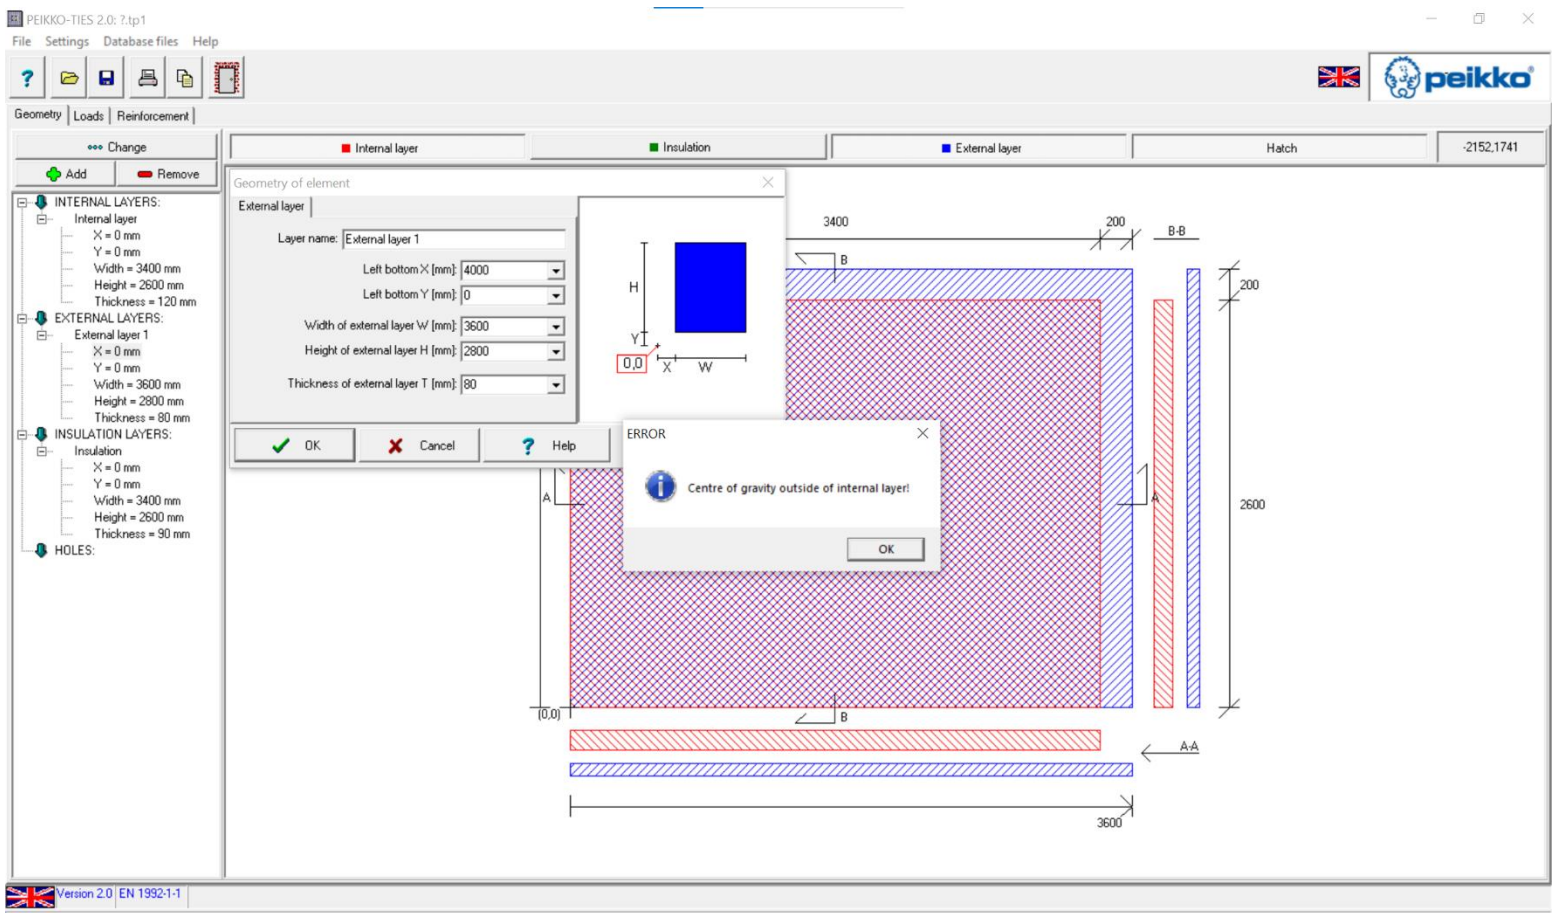 PEIKKO-TIES 2.0: ?.tp1
File Settings Database files Help
peikko
Geometry Loads Reinforcement
Change
Internal layer
Insulation
External layer
Hatch
-2152,1741
Add Remove
INTERNAL LAYERS:
Internal layer
X = 0 mm
Y = 0 mm
Width = 3400 mm
Height = 2600 mm
Thickness = 120 mm
EXTERNAL LAYERS:
External layer 1
X = 0 mm
Y = 0 mm
Width = 3600 mm
Height = 2800 mm
Thickness = 80 mm
INSULATION LAYERS:
Insulation
X = 0 mm
Y = 0 mm
Width = 3400 mm
Height = 2600 mm
Thickness = 90 mm
HOLES:
Geometry of element
External layer
Layer name: External layer 1
Left bottom X [mm]: 4000
Left bottom Y [mm]: 0
Width of external layer W [mm]: 3600
Height of external layer H [mm]: 2800
Thickness of external layer T [mm]: 80
H
Y
0,0
X
W
OK
Cancel
? Help
ERROR
Centre of gravity outside of internal layer!
OK
3400
200
B-B
B
200
A
A
2600
(0,0)
B
A-A
3600
Version 2.0 EN 1992-1-1